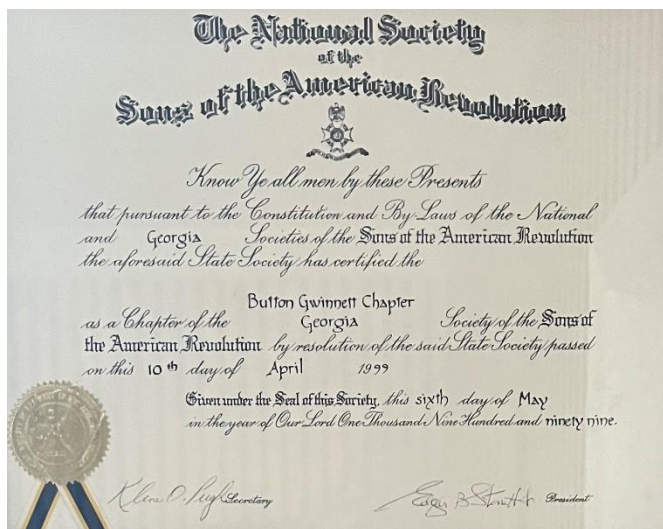 The National Society
of the
Sons of the American Revolution
Know Ye all men by these Presents
that pursuant to the Constitution and By-Laws of the National
and Georgia Societies of the Sons of the American Revolution
the aforesaid State Society has certified the
Button Gwinnett Chapter
as a Chapter of the Georgia Society of the Sons of
the American Revolution by resolution of the said State Society passed
on this 10th day of April 1999
Given under the Seal of this Society, this sixth day of May
in the year of Our Lord One Thousand Nine Hundred and ninety nine.
Secretary
President